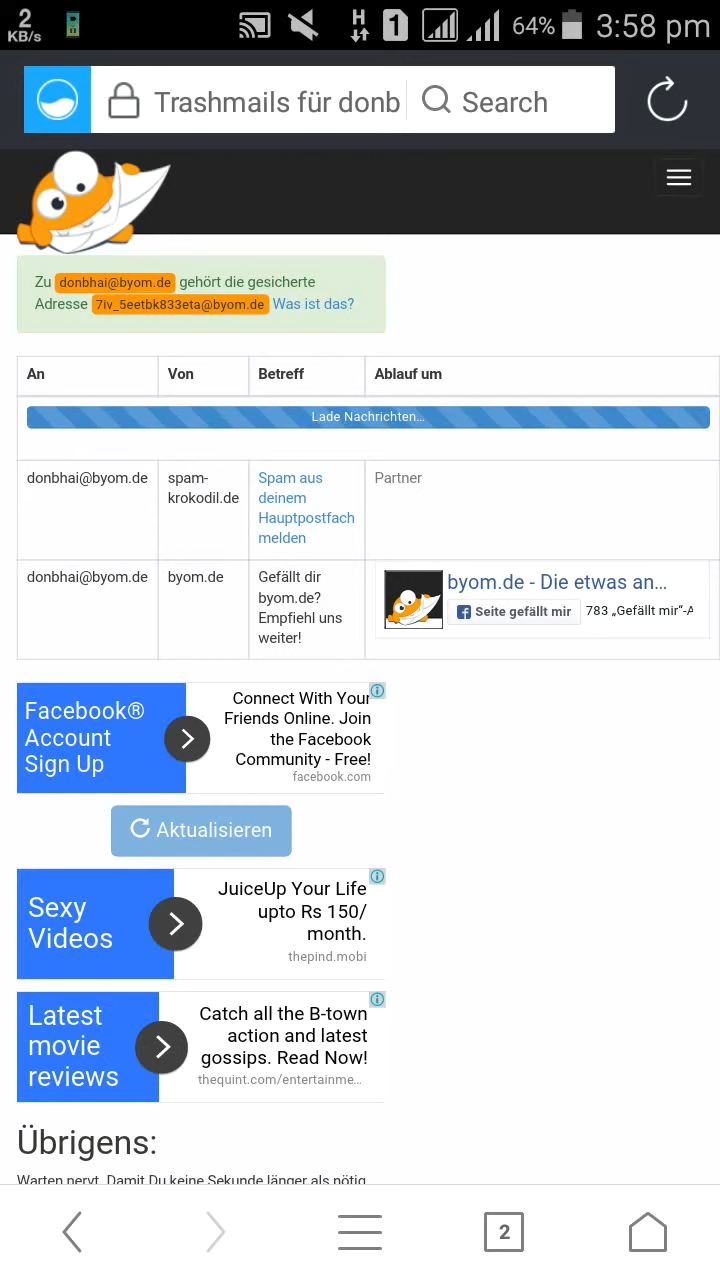 2
KB/s
H
1
64%
3:58 pm
Trashmails für donb
Search
Zu donbhai@byom.de gehört die gesicherte
Adresse 7iv_5eetbk833eta@byom.de Was ist das?
An Von Betreff Ablauf um
Lade Nachrichten...
donbhai@byom.de
spam-
krokodil.de
Spam aus
deinem
Hauptpostfach
melden
Partner
donbhai@byom.de
byom.de
Gefällt dir
byom.de?
Empfiehl uns
weiter!
byom.de - Die etwas an...
Seite gefällt mir
783 „Gefällt mir“-A
Facebook®
Account
Sign Up
Connect With Your
Friends Online. Join
the Facebook
Community - Free!
facebook.com
Aktualisieren
Sexy
Videos
JuiceUp Your Life
upto Rs 150/
month.
thepind.mobi
Latest
movie
reviews
Catch all the B-town
action and latest
gossips. Read Now!
thequint.com/entertainme...
Übrigens:
Warten nervt. Damit Du keine Sekunde länger als nötig
2